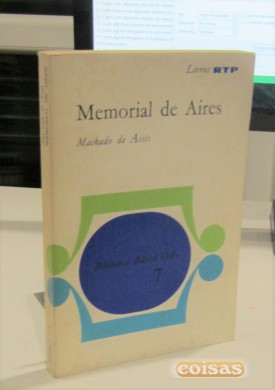 Livros RTP
Memorial de Aires
Machado de Assis
Biblioteca Básica Verbo
7
coisas